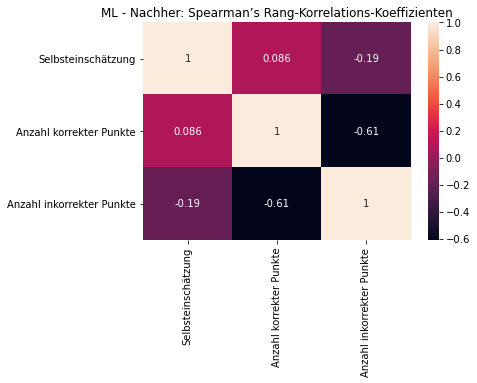 ML - Nachher: Spearman’s Rang-Korrelations-Koeffizienten
Selbsteinschätzung
1
0.086
-0.19
Anzahl korrekter Punkte
0.086
1
-0.61
Anzahl inkorrekter Punkte
-0.19
-0.61
1
Selbsteinschätzung
Anzahl korrekter Punkte
Anzahl inkorrekter Punkte
1.0
0.8
0.6
0.4
0.2
0.0
−0.2
−0.4
−0.6